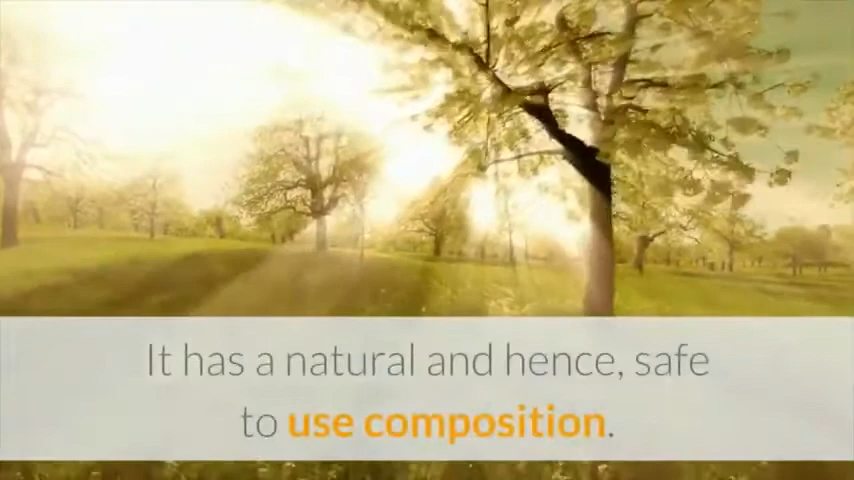 It has a natural and hence, safe
to use composition.